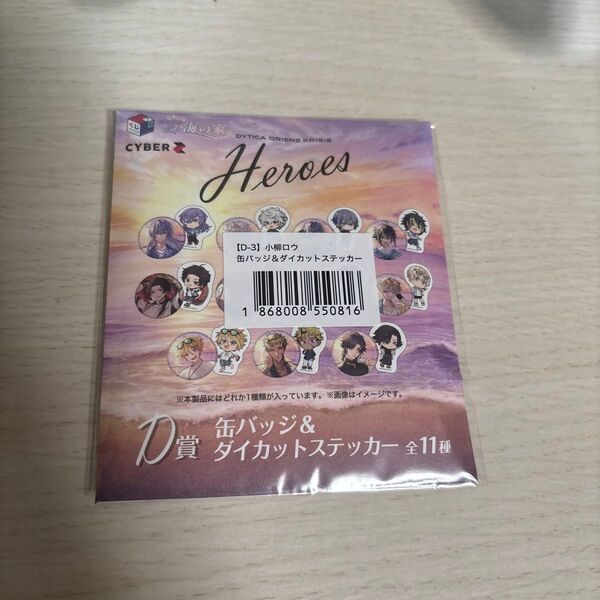 海の家
CYBER Z
DYTICA ORIENS KRISIS
Heroes
【D-3】小柳ロウ
缶バッジ&ダイカットステッカー
1 868008 550816
※本製品にはどれか1種類が入っています。※画像はイメージです。
D賞 缶バッジ&
ダイカットステッカー 全11種